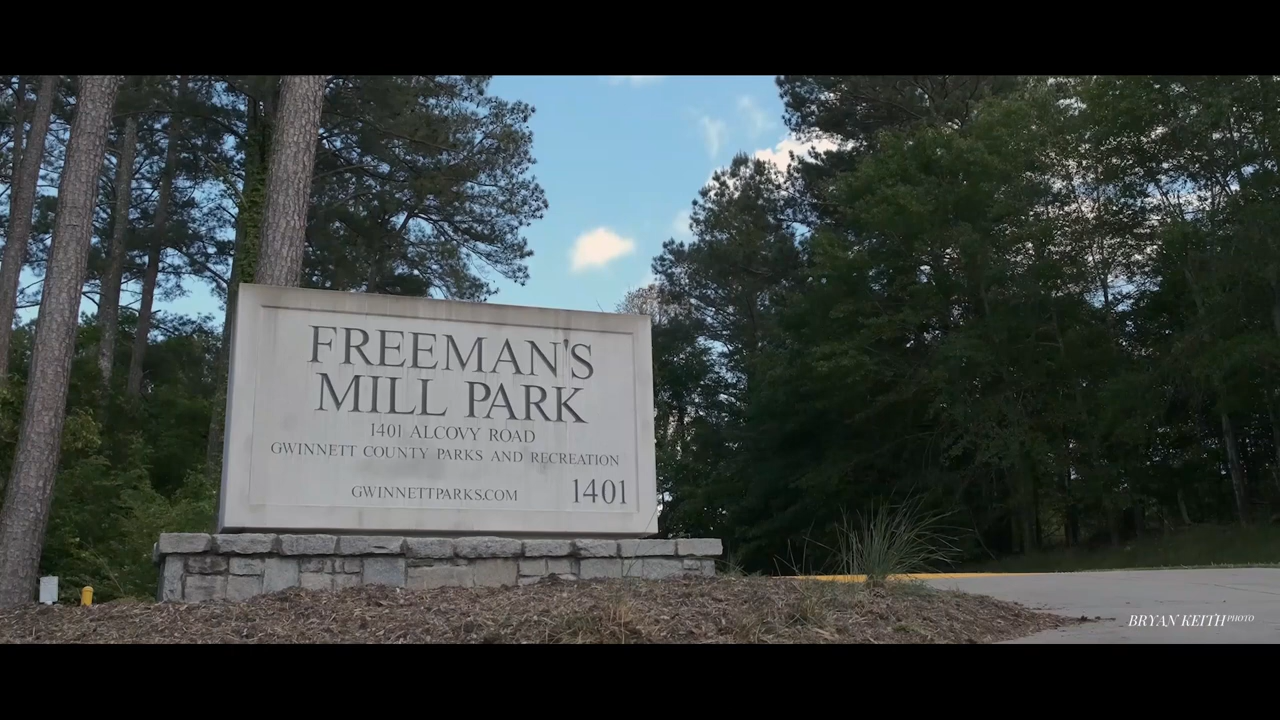 FREEMAN'S
MILL PARK
1401 ALCOVY ROAD
GWINNETT COUNTY PARKS AND RECREATION
GWINNETTPARKS.COM
1401
BRYAN KEITH PHOTO